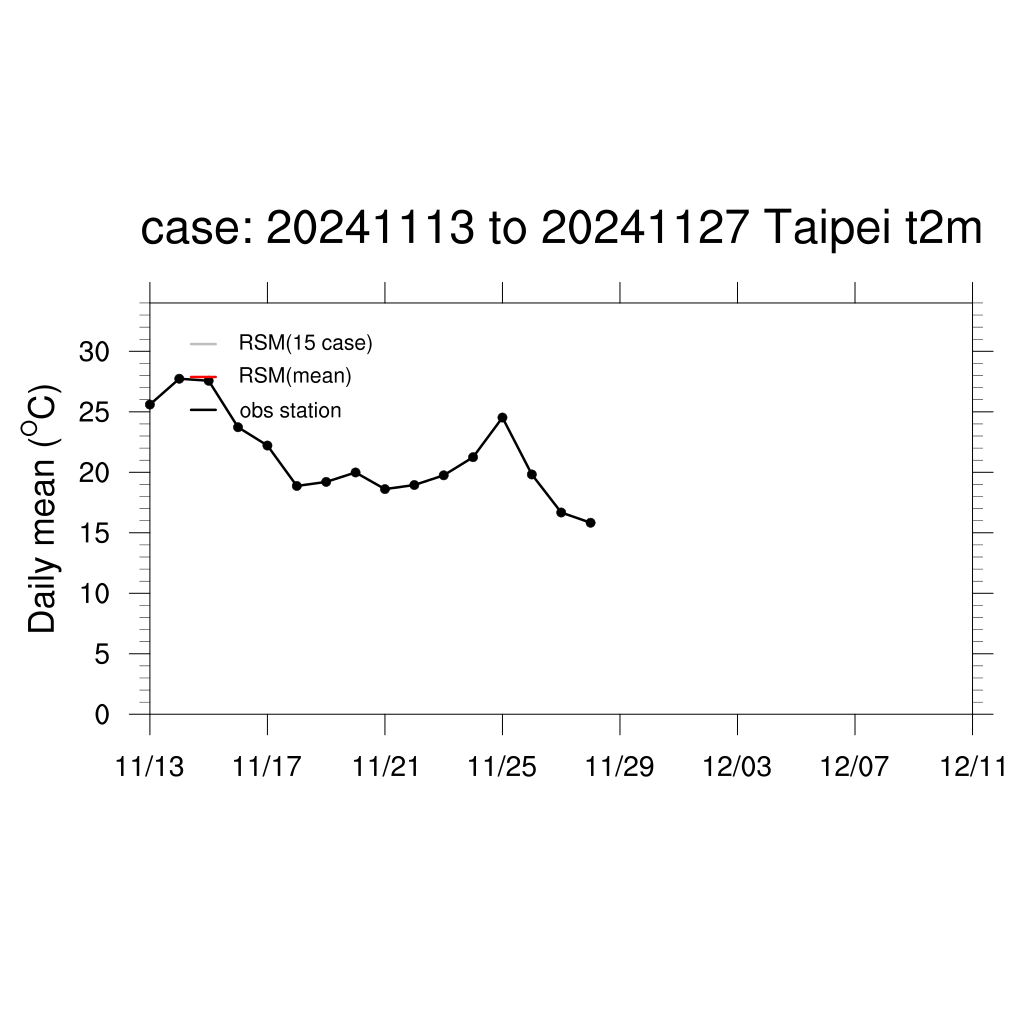 case: 20241113 to 20241127 Taipei t2m
RSM(15 case)
RSM(mean)
obs station
Daily mean (°C)
30
25
20
15
10
5
0
11/13 11/17 11/21 11/25 11/29 12/03 12/07 12/11